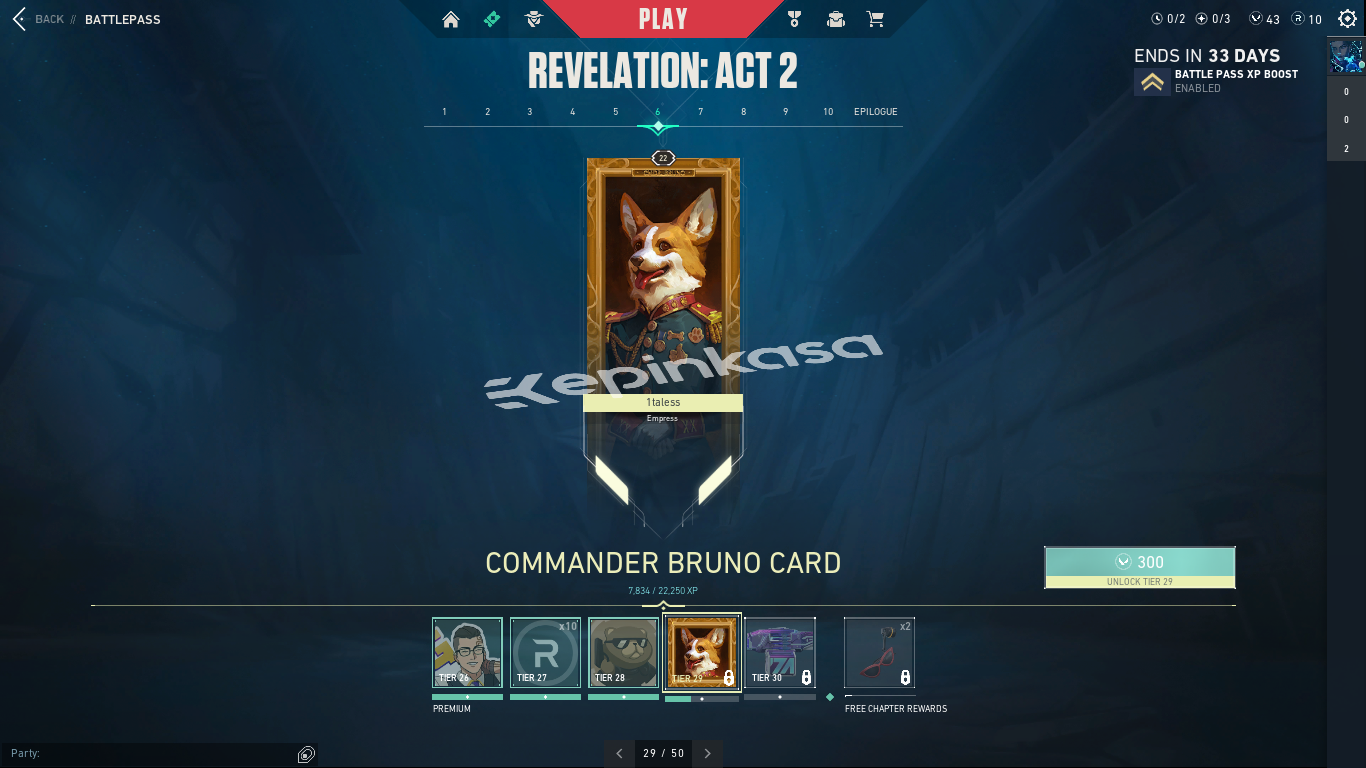 BACK // BATTLEPASS
PLAY
0/2 0/3 43 R 10
REVELATION: ACT 2
ENDS IN 33 DAYS
BATTLE PASS XP BOOST
ENABLED
1 2 3 4 5 6 7 8 9 10 EPILOGUE
0
0
2
22
epinkasa
1taless
Empress
COMMANDER BRUNO CARD
7,834 / 22,250 XP
300
UNLOCK TIER 29
x10
R
x2
TIER 26 TIER 27 TIER 28 TIER 29 TIER 30
PREMIUM
FREE CHAPTER REWARDS
Party:
29 / 50